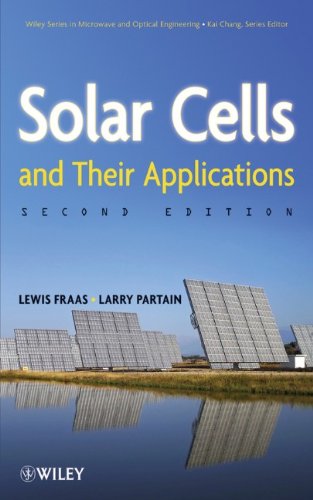 Wiley Series in Microwave and Optical Engineering • Kai Chang, Series Editor
Solar Cells
and Their Applications
SECOND EDITION
LEWIS FRAAS • LARRY PARTAIN
WILEY